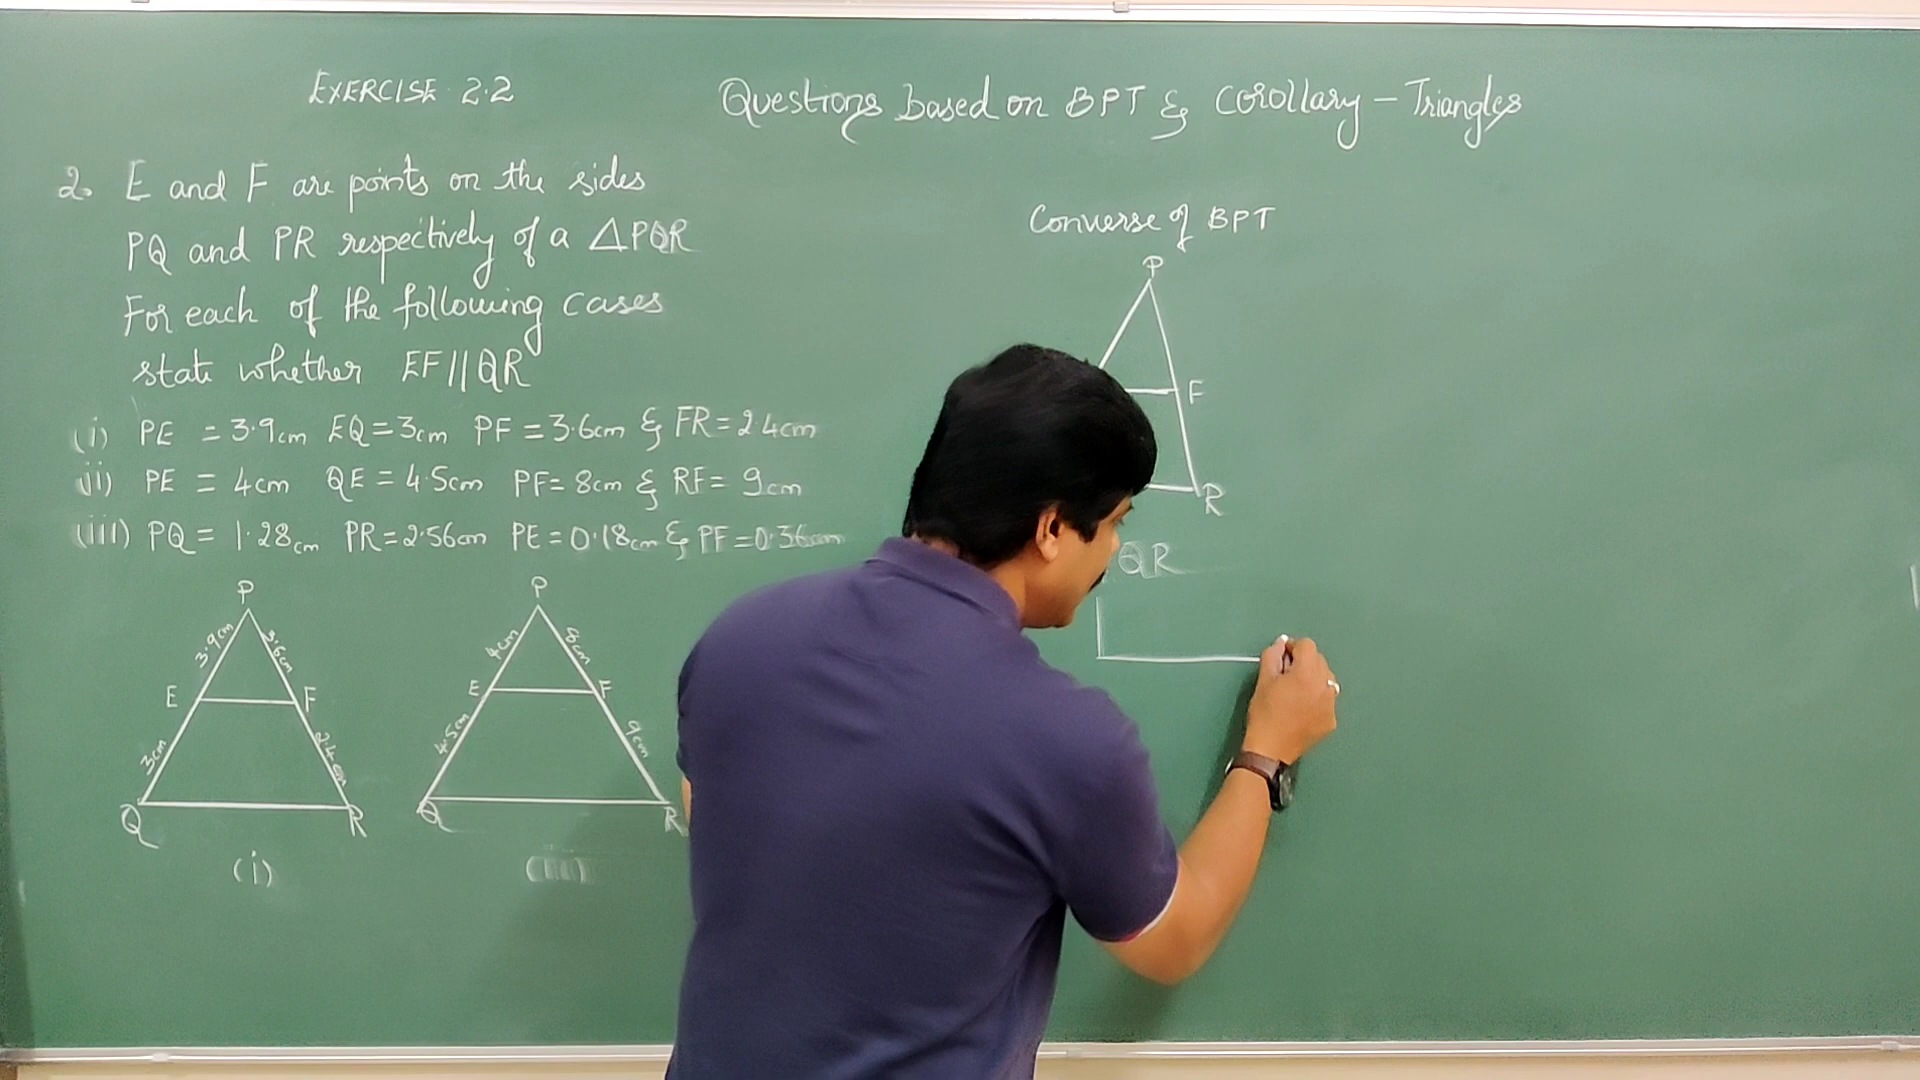 EXERCISE 2.2
Questions based on BPT & Corollary – Triangles
2. E and F are points on the sides
PQ and PR respectively of a △PQR
For each of the following cases
state whether EF || QR
(i) PE = 3.9cm EQ = 3cm PF = 3.6cm & FR = 2.4cm
(ii) PE = 4cm QE = 4.5cm PF = 8cm & RF = 9cm
(iii) PQ = 1.28cm PR = 2.56cm PE = 0.18cm & PF = 0.36cm
P
3.9cm 3.6cm
E F
3cm 2.4cm
Q R
(i)
P
4cm 8cm
E F
4.5cm 9cm
Q R
Converse of BPT
P
F
R
QR